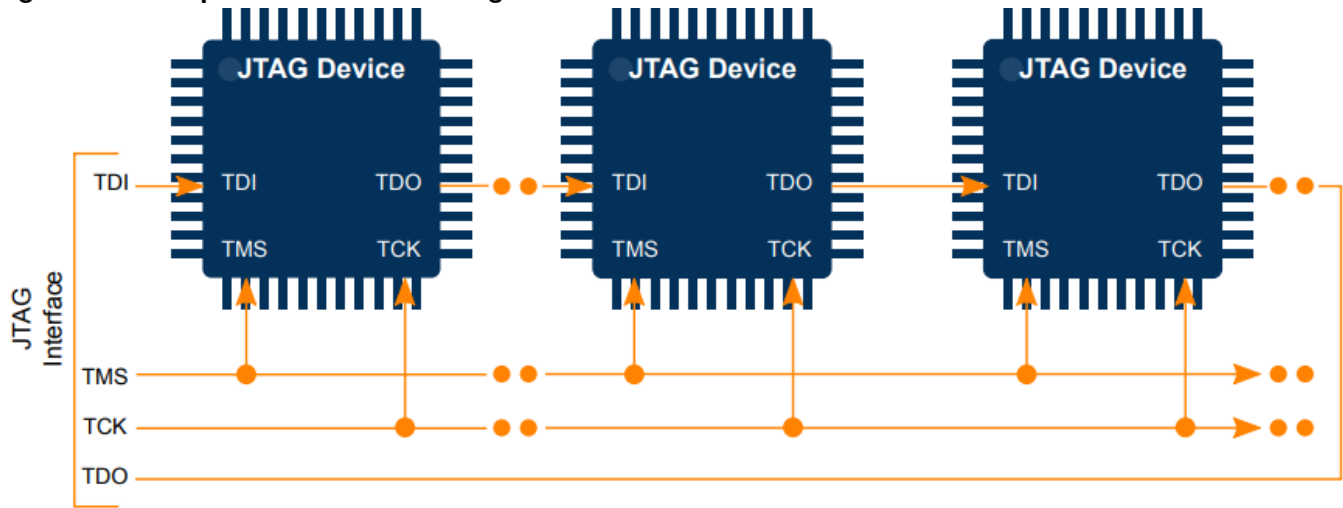 JTAG Device JTAG Device JTAG Device
TDI TDI TDO TDI TDO TDI TDO
TMS TCK TMS TCK TMS TCK
JTAG
Interface
TMS
TCK
TDO